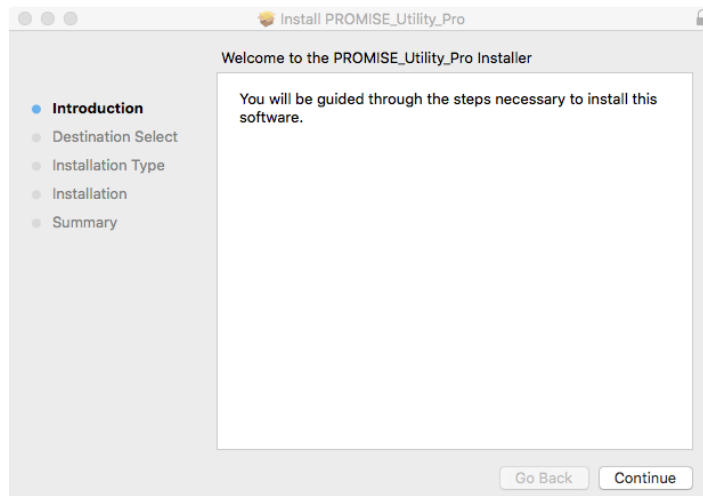 Install PROMISE_Utility_Pro
Welcome to the PROMISE_Utility_Pro Installer
Introduction
Destination Select
Installation Type
Installation
Summary
You will be guided through the steps necessary to install this
software.
Go Back
Continue